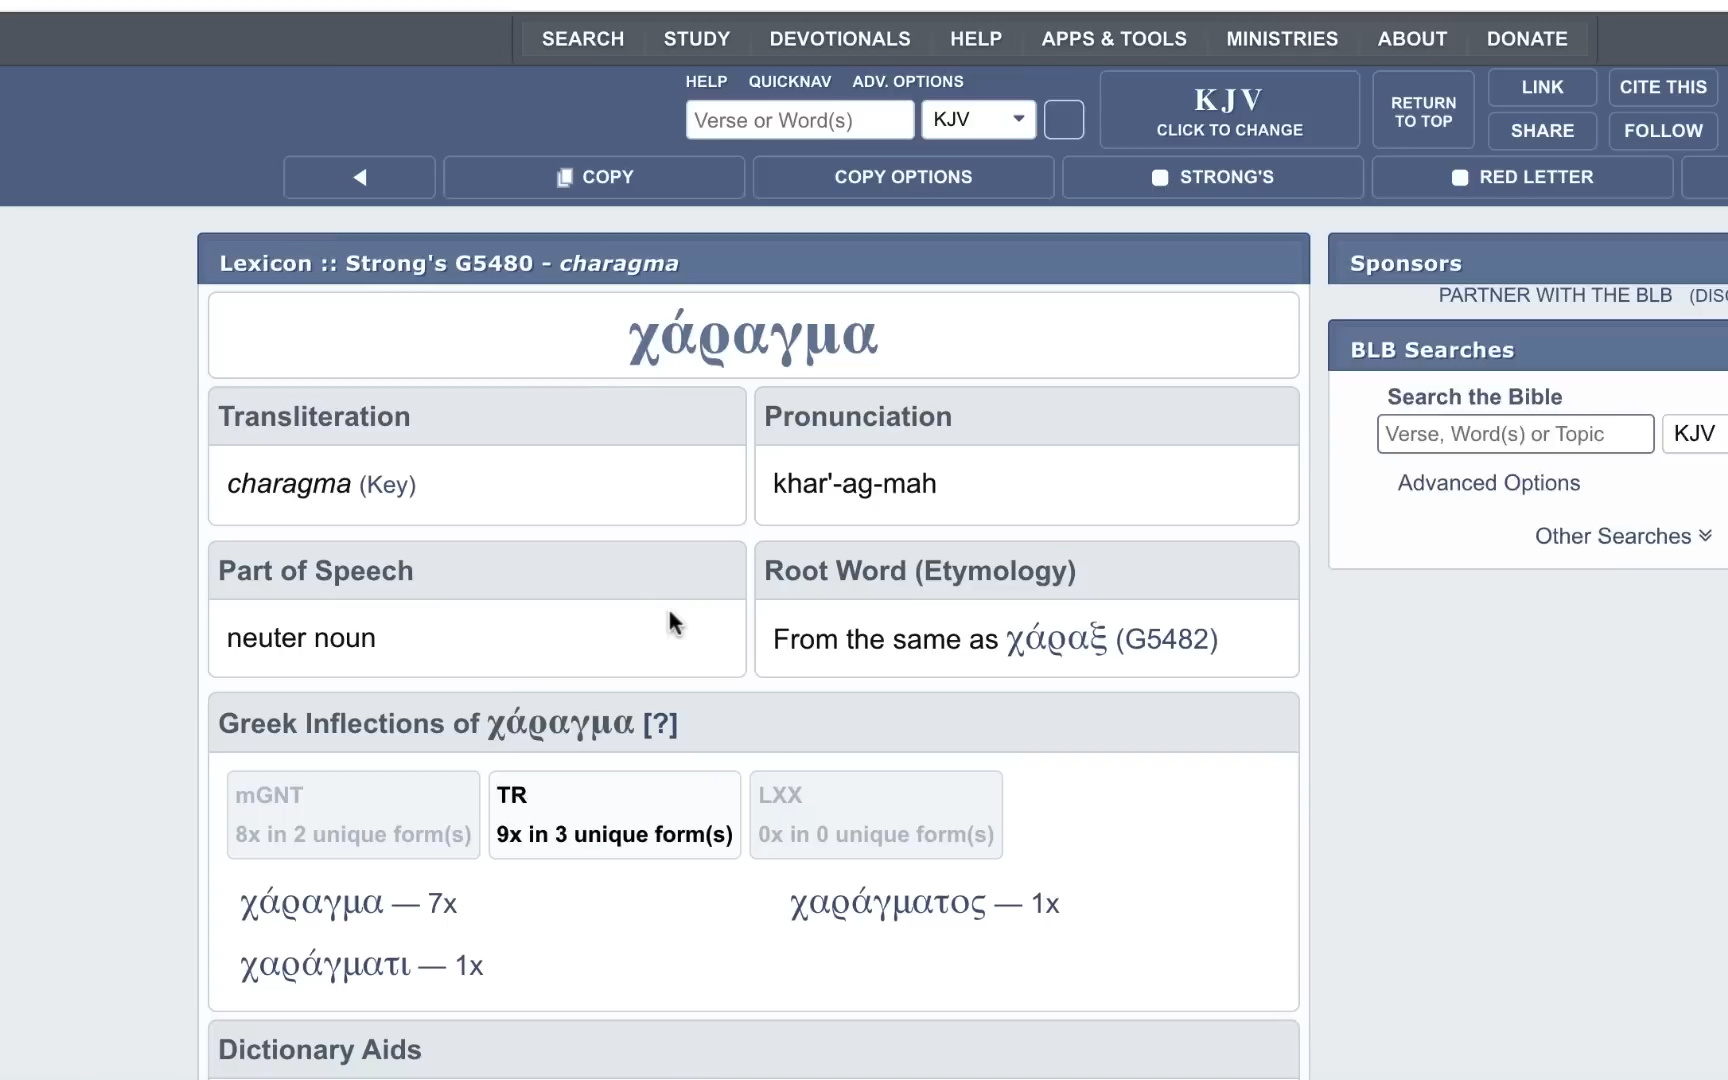 SEARCH STUDY DEVOTIONALS HELP APPS & TOOLS MINISTRIES ABOUT DONATE
HELP QUICKNAV ADV. OPTIONS
Verse or Word(s) KJV
KJV
CLICK TO CHANGE
RETURN
TO TOP
LINK CITE THIS
SHARE FOLLOW
COPY COPY OPTIONS STRONG'S RED LETTER
Lexicon :: Strong's G5480 - charagma
χάραγμα
Transliteration
charagma (Key)
Pronunciation
khar'-ag-mah
Part of Speech
neuter noun
Root Word (Etymology)
From the same as χάραξ (G5482)
Greek Inflections of χάραγμα [?]
mGNT
8x in 2 unique form(s)
TR
9x in 3 unique form(s)
LXX
0x in 0 unique form(s)
χάραγμα — 7x
χαράγματος — 1x
χαράγματι — 1x
Dictionary Aids
Sponsors
PARTNER WITH THE BLB
BLB Searches
Search the Bible
Verse, Word(s) or Topic KJV
Advanced Options
Other Searches